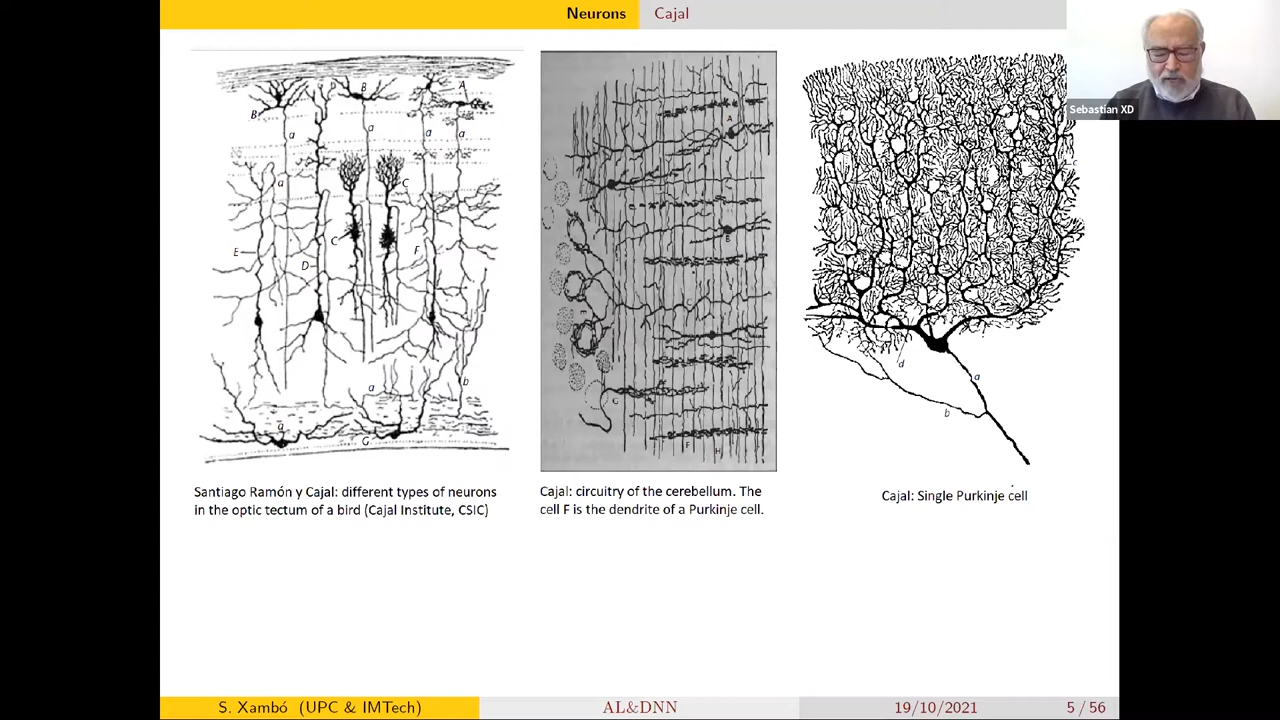 Neurons Cajal
Sebastian XD
B
D
B
A
a
a
a
a
a
C
C
E
D
F
a
b
a
G
A
B
C
G
F
H
d
a
b
Santiago Ramón y Cajal: different types of neurons
in the optic tectum of a bird (Cajal Institute, CSIC)
Cajal: circuitry of the cerebellum. The
cell F is the dendrite of a Purkinje cell.
Cajal: Single Purkinje cell
S. Xambó (UPC & IMTech) AL&DNN 19/10/2021 5 / 56